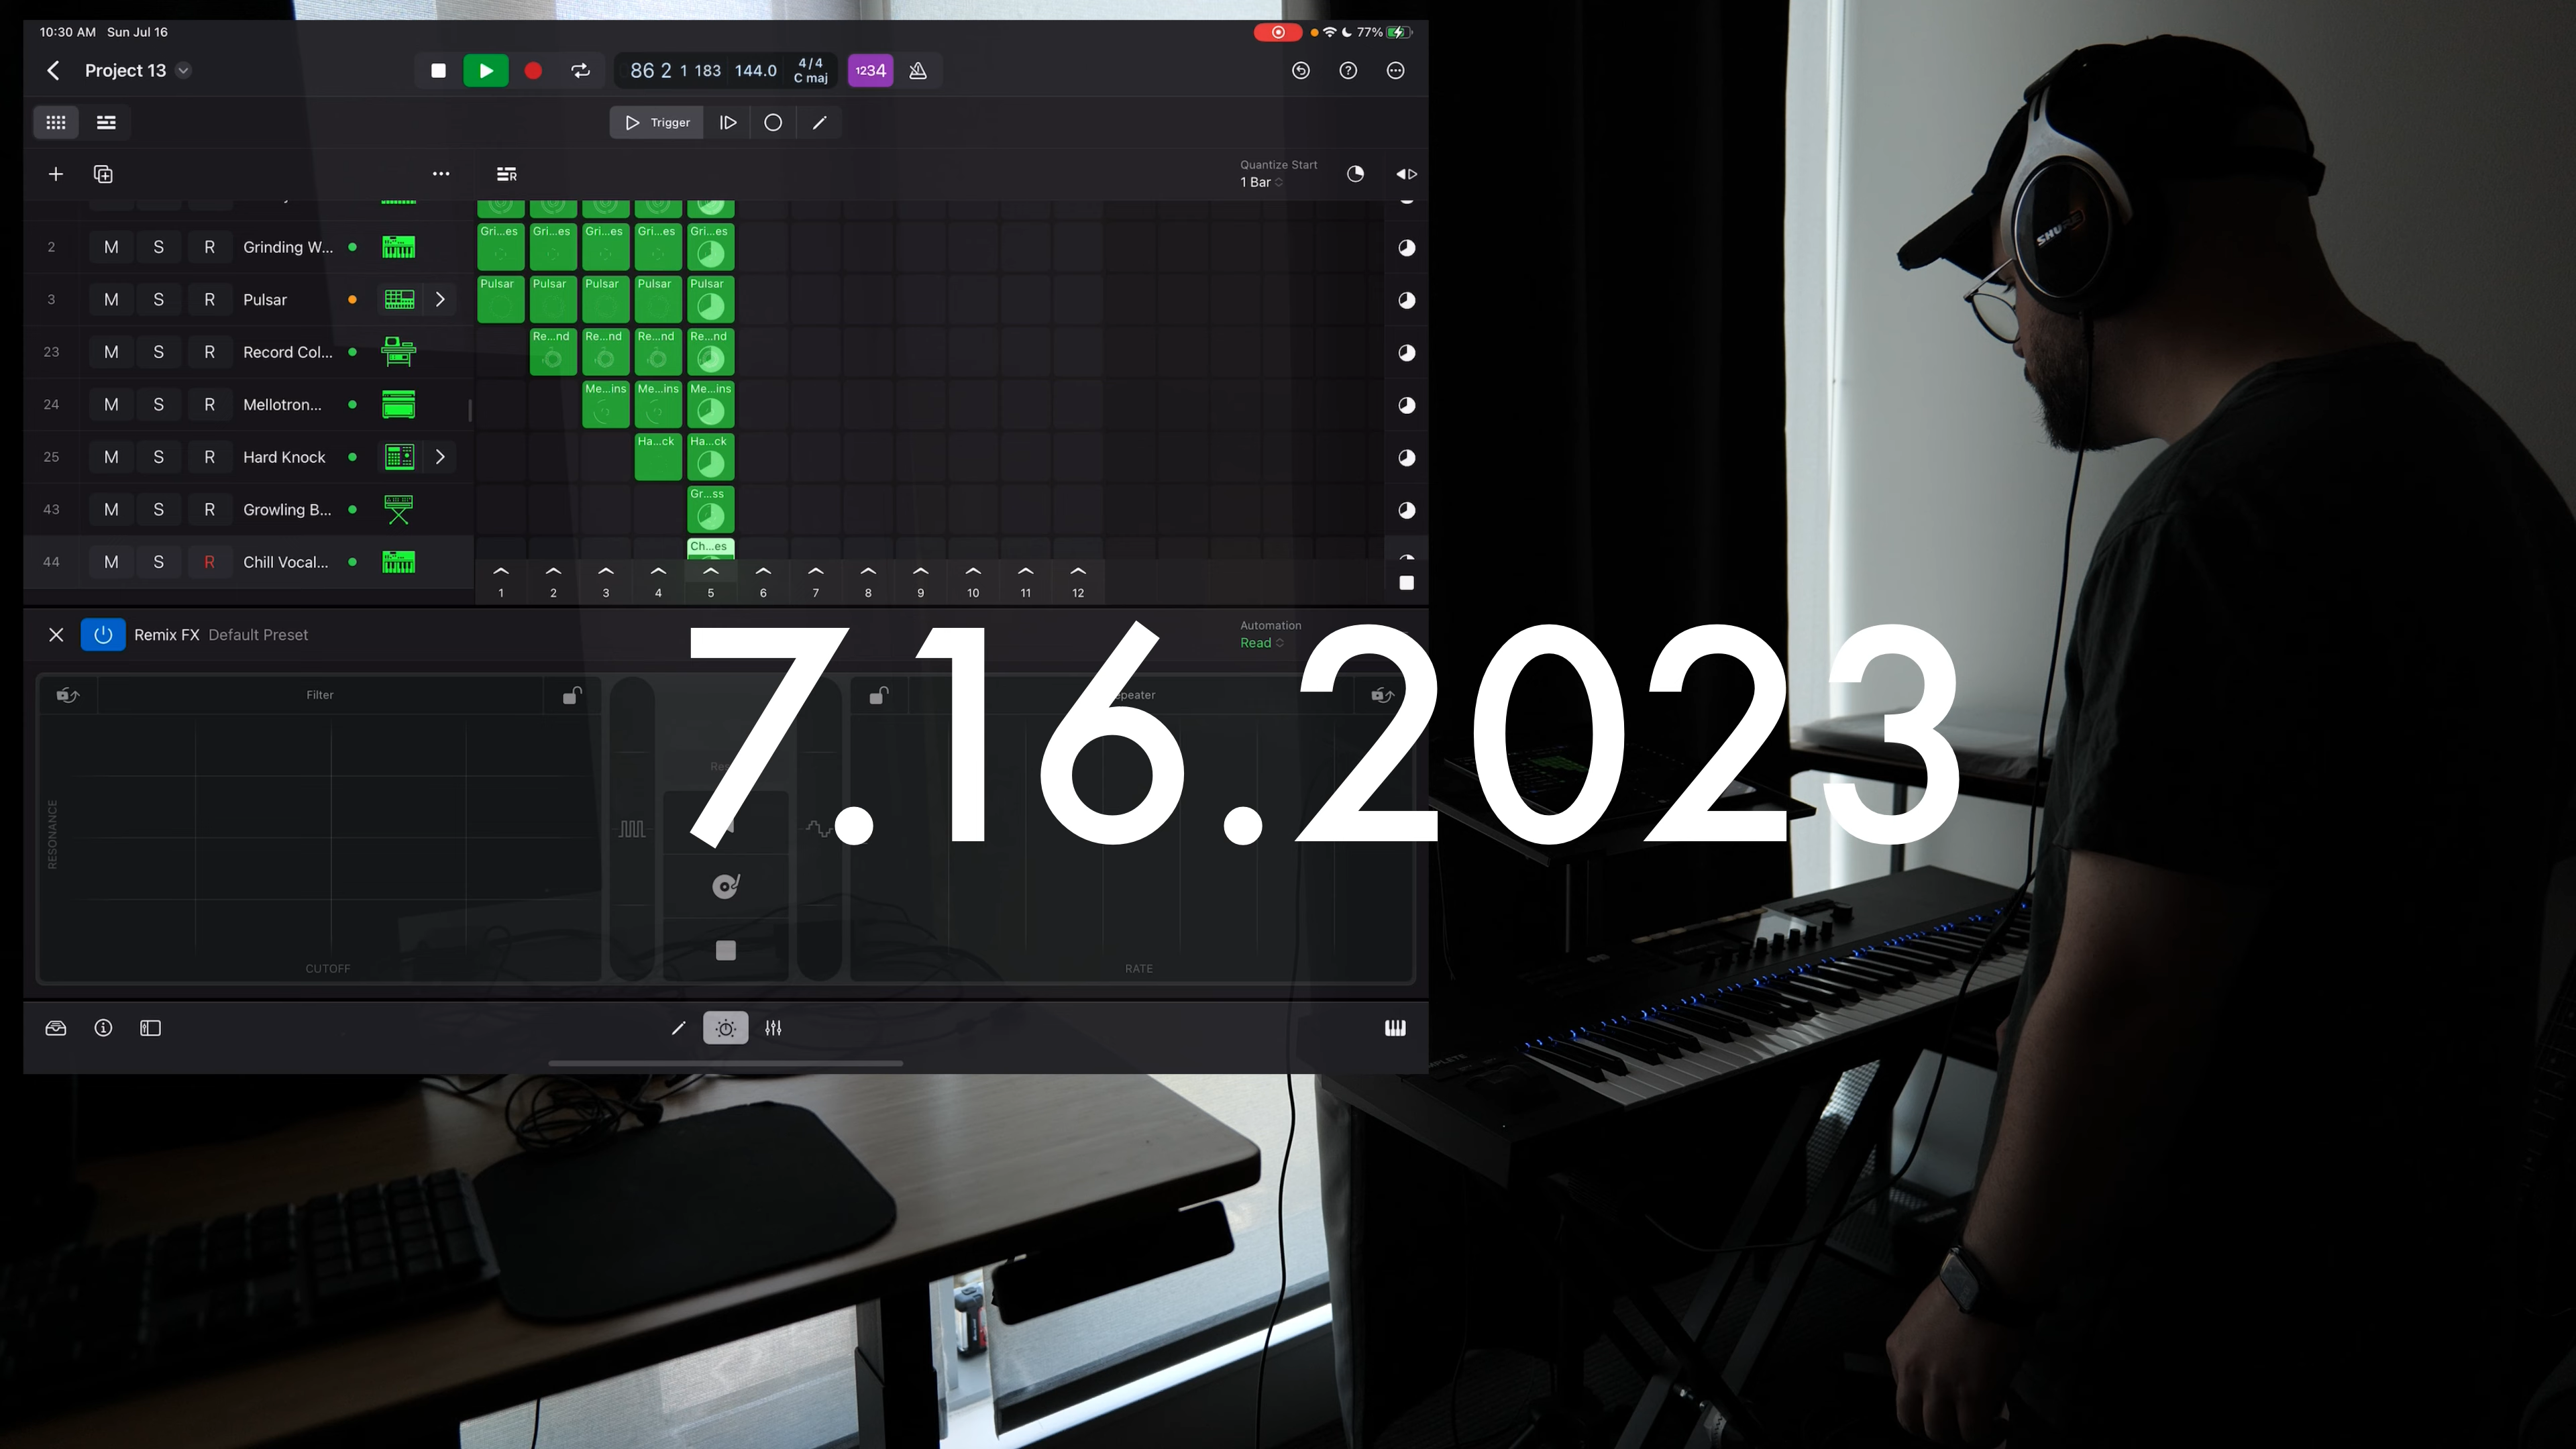 10:30 AM Sun Jul 16 77%
Project 13 86 2 1 183 144.0 4/4 C maj 1234
Trigger
Quantize Start
1 Bar
2 M S R Grinding W... Gri...es Gri...es Gri...es Gri...es Gri...es
3 M S R Pulsar Pulsar Pulsar Pulsar Pulsar Pulsar
23 M S R Record Col... Re...nd Re...nd Re...nd Re...nd
24 M S R Mellotron... Me...ins Me...ins Me...ins
25 M S R Hard Knock Ha...ck Ha...ck
43 M S R Growling B... Gr...ss
44 M S R Chill Vocal... Ch...es
1 2 3 4 5 6 7 8 9 10 11 12
Remix FX Default Preset
Automation
Read
Filter
7.16.2023
RESONANCE
CUTOFF
RATE
SHURE